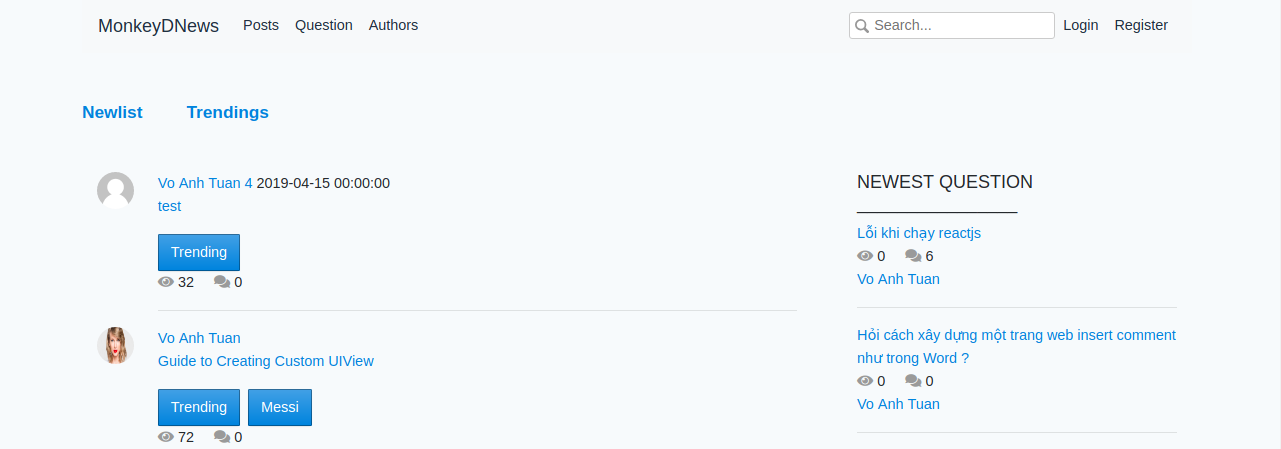 MonkeyDNews Posts Question Authors Search... Login Register
Newlist Trendings
Vo Anh Tuan 4 2019-04-15 00:00:00
test
Trending
32 0
Vo Anh Tuan
Guide to Creating Custom UIView
Trending Messi
72 0
NEWEST QUESTION
Lỗi khi chạy reactjs
0 6
Vo Anh Tuan
Hỏi cách xây dựng một trang web insert comment
như trong Word ?
0 0
Vo Anh Tuan